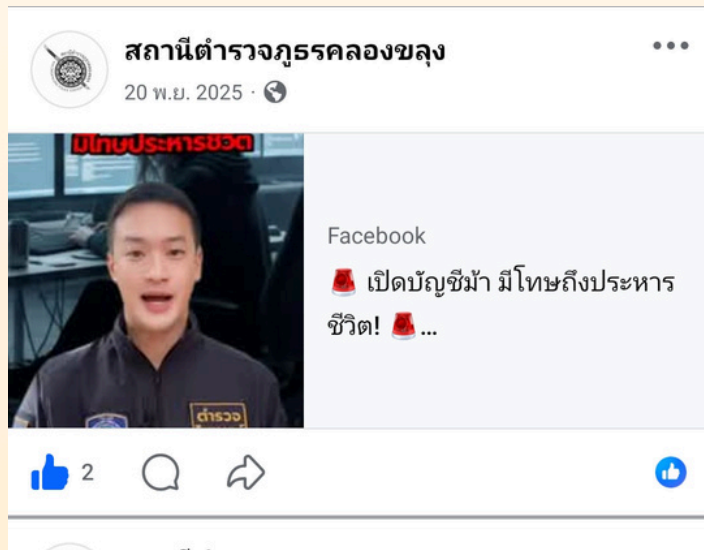 สถานีตำรวจภูธรคลองขลุง
20 พ.ย. 2025 ·
มีโทษประหารชีวิต
Facebook
🚨 เปิดบัญชีม้า มีโทษถึงประหาร
ชีวิต! 🚨 ...
ตำรวจ
2